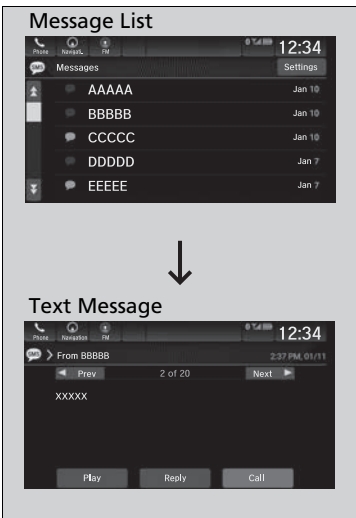 Message List
Phone Navigati.. FM 12:34
SMS Messages Settings
AAAAA Jan 10
BBBBB Jan 10
CCCCC Jan 10
DDDDD Jan 7
EEEEE Jan 7
Text Message
Phone Navigation FM 12:34
SMS From BBBBB 2:37 PM, 01/11
Prev 2 of 20 Next
xxxxx
Play Reply Call